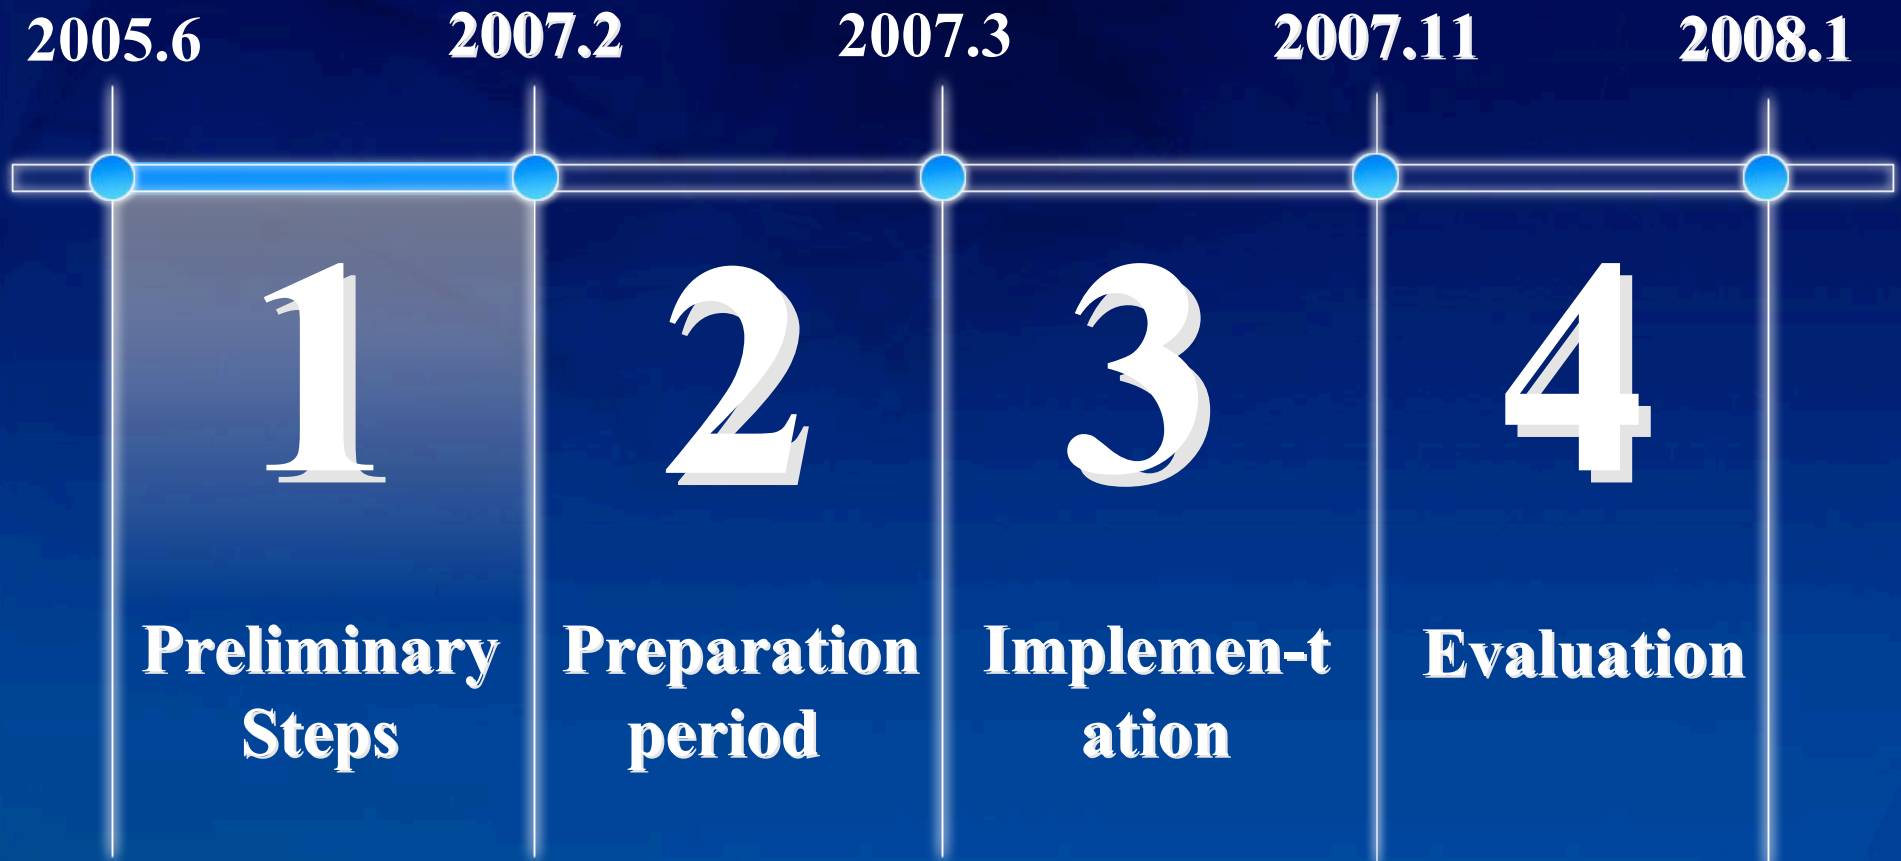 2005.6
2007.2
2007.3
2007.11
2008.1
1
2
3
4
Preliminary
Steps
Preparation
period
Implemen-t
ation
Evaluation